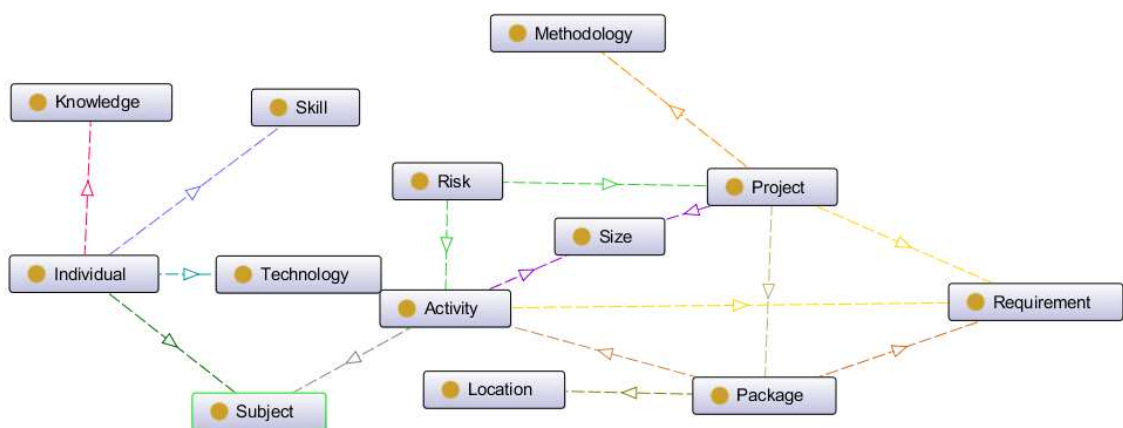 Methodology
Knowledge
Skill
Risk
Project
Size
Individual
Technology
Activity
Requirement
Location
Package
Subject